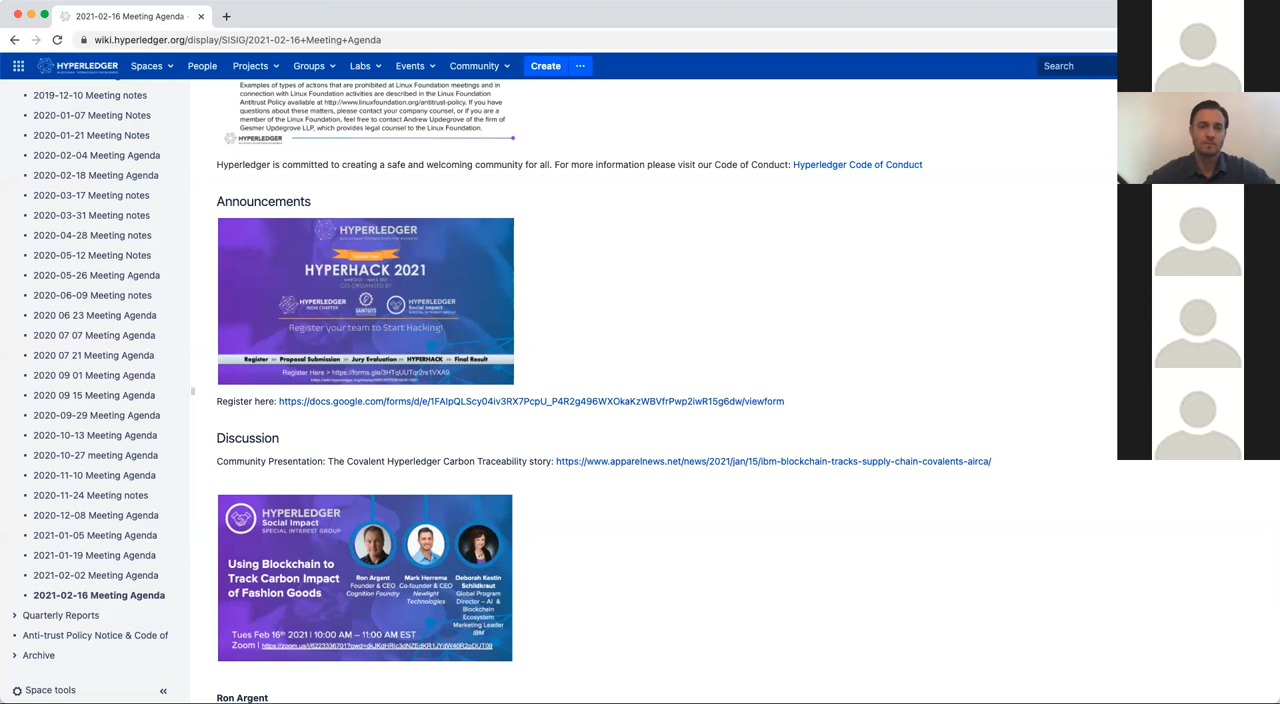 2021-02-16 Meeting Agenda -
wiki.hyperledger.org/display/SISIG/2021-02-16+Meeting+Agenda
HYPERLEDGER
Spaces
People
Projects
Groups
Labs
Events
Community
Create
Search
2019-12-10 Meeting notes
2020-01-07 Meeting Notes
2020-01-21 Meeting Notes
2020-02-04 Meeting Agenda
2020-02-18 Meeting Agenda
2020-03-17 Meeting notes
2020-03-31 Meeting notes
2020-04-28 Meeting notes
2020-05-12 Meeting Notes
2020-05-26 Meeting Agenda
2020-06-09 Meeting notes
2020 06 23 Meeting Agenda
2020 07 07 Meeting Agenda
2020 07 21 Meeting Agenda
2020 09 01 Meeting Agenda
2020 09 15 Meeting Agenda
2020-09-29 Meeting Agenda
2020-10-13 Meeting Agenda
2020-10-27 meeting Agenda
2020-11-10 Meeting Agenda
2020-11-24 Meeting notes
2020-12-08 Meeting Agenda
2021-01-05 Meeting Agenda
2021-01-19 Meeting Agenda
2021-02-02 Meeting Agenda
2021-02-16 Meeting Agenda
Quarterly Reports
Anti-trust Policy Notice & Code of
Archive
Space tools
Examples of types of actions that are prohibited at Linux Foundation meetings and in
connection with Linux Foundation activities are described in the Linux Foundation
Antitrust Policy available at http://www.linuxfoundation.org/antitrust-policy. If you have
questions about these matters, please contact your company counsel, or if you are a
member of the Linux Foundation, feel free to contact Andrew Updegrove of the firm of
Gesmer Updegrove LLP, which provides legal counsel to the Linux Foundation.
HYPERLEDGER
Hyperledger is committed to creating a safe and welcoming community for all. For more information please visit our Code of Conduct: Hyperledger Code of Conduct
Announcements
HYPERLEDGER
HYPERHACK 2021
CO-ORGANIZED BY
HYPERLEDGER
INDIA CHAPTER
HYPERLEDGER
Social Impact
SPECIAL INTEREST GROUP
Register your team to Start Hacking!
Register >> Proposal Submission >> Jury Evaluation >> HYPERHACK >> Final Result
Register Here > https://forms.gle/3HTqUUTqr2rs1VXA9
Register here: https://docs.google.com/forms/d/e/1FAIpQLScy04iv3RX7PcpU_P4R2g496WXOkaKzWBVfrPwp2iwR15g6dw/viewform
Discussion
Community Presentation: The Covalent Hyperledger Carbon Traceability story: https://www.apparelnews.net/news/2021/jan/15/ibm-blockchain-tracks-supply-chain-covalents-airca/
HYPERLEDGER
Social Impact
SPECIAL INTEREST GROUP
Using Blockchain to
Track Carbon Impact
of Fashion Goods
Ron Argent
Founder & CEO
Cognition Foundry
Mark Herrema
Co-founder & CEO
Newlight
Technologies
Deborah Kestin
Schildkraut
Global Program
Director – AI &
Blockchain
Ecosystem
Marketing Leader
IBM
Tues Feb 16th 2021 | 10:00 AM – 11:00 AM EST
Zoom |
Ron Argent